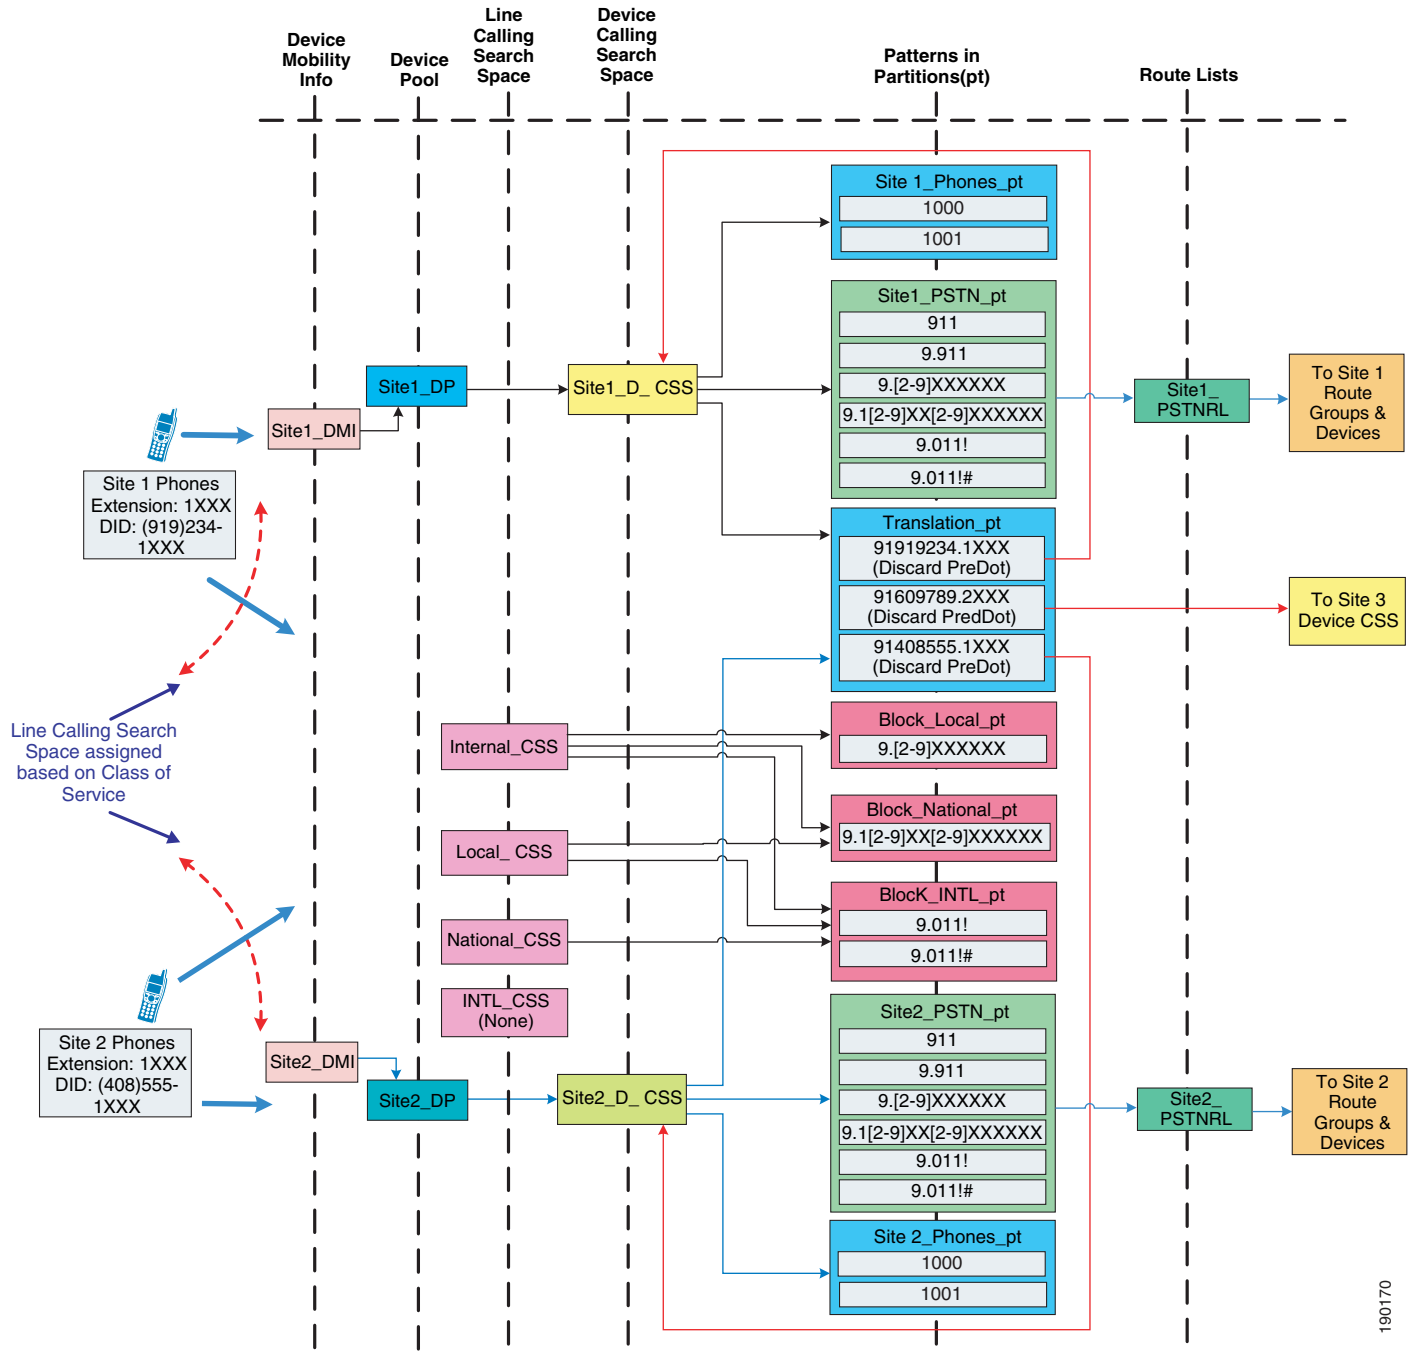 Device
Mobility
Info
Device
Pool
Line
Calling
Search
Space
Device
Calling
Search
Space
Patterns in
Partitions(pt)
Route Lists
Site 1_Phones_pt
1000
1001
Site1_PSTN_pt
911
9.911
9.[2-9]XXXXXX
9.1[2-9]XX[2-9]XXXXXX
9.011!
9.011!#
Site1_DP
Site1_D_ CSS
Site1_DMI
Site1_
PSTNRL
To Site 1
Route
Groups &
Devices
Site 1 Phones
Extension: 1XXX
DID: (919)234-
1XXX
Translation_pt
91919234.1XXX
(Discard PreDot)
91609789.2XXX
(Discard PredDot)
91408555.1XXX
(Discard PreDot)
To Site 3
Device CSS
Line Calling Search
Space assigned
based on Class of
Service
Internal_CSS
Local_ CSS
National_CSS
INTL_CSS
(None)
Block_Local_pt
9.[2-9]XXXXXX
Block_National_pt
9.1[2-9]XX[2-9]XXXXXX
BlocK_INTL_pt
9.011!
9.011!#
Site2_PSTN_pt
911
9.911
9.[2-9]XXXXXX
9.1[2-9]XX[2-9]XXXXXX
9.011!
9.011!#
Site 2 Phones
Extension: 1XXX
DID: (408)555-
1XXX
Site2_DMI
Site2_DP
Site2_D_ CSS
Site2_
PSTNRL
To Site 2
Route
Groups &
Devices
Site 2_Phones_pt
1000
1001
190170